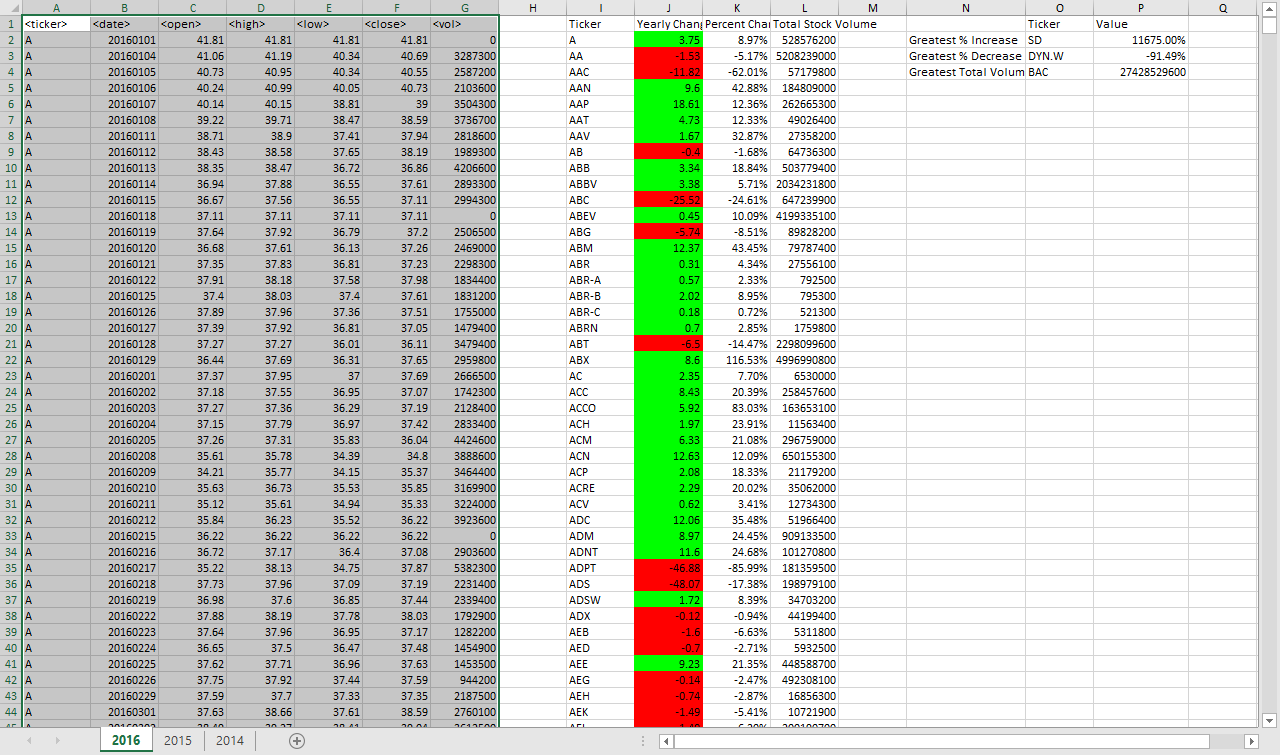 A B C D E F G H I J K L M N O P Q
1 <ticker> <date> <open> <high> <low> <close> <vol> Ticker Yearly Chang Percent Chan Total Stock Volume Ticker Value
2 A 20160101 41.81 41.81 41.81 41.81 0 A 3.75 8.97% 528576200 Greatest % Increase SD 11675.00%
3 A 20160104 41.06 41.19 40.34 40.69 3287300 AA -1.53 -5.17% 5208239000 Greatest % Decrease DYN.W -91.49%
4 A 20160105 40.73 40.95 40.34 40.55 2587200 AAC -11.82 -62.01% 57179800 Greatest Total Volum BAC 27428529600
5 A 20160106 40.24 40.99 40.05 40.73 2103600 AAN 9.6 42.88% 184809000
6 A 20160107 40.14 40.15 38.81 39 3504300 AAP 18.61 12.36% 262665300
7 A 20160108 39.22 39.71 38.47 38.59 3736700 AAT 4.73 12.33% 49026400
8 A 20160111 38.71 38.9 37.41 37.94 2818600 AAV 1.67 32.87% 27358200
9 A 20160112 38.43 38.58 37.65 38.19 1989300 AB -0.4 -1.68% 64736300
10 A 20160113 38.35 38.47 36.72 36.86 4206600 ABB 3.34 18.84% 503779400
11 A 20160114 36.94 37.88 36.55 37.61 2893300 ABBV 3.38 5.71% 2034231800
12 A 20160115 36.67 37.56 36.55 37.11 2994300 ABC -25.52 -24.61% 647239900
13 A 20160118 37.11 37.11 37.11 37.11 0 ABEV 0.45 10.09% 4199335100
14 A 20160119 37.64 37.92 36.79 37.2 2506500 ABG -5.74 -8.51% 89828200
15 A 20160120 36.68 37.61 36.13 37.26 2469000 ABM 12.37 43.45% 79787400
16 A 20160121 37.35 37.83 36.81 37.23 2298300 ABR 0.31 4.34% 27556100
17 A 20160122 37.91 38.18 37.58 37.98 1834400 ABR-A 0.57 2.33% 792500
18 A 20160125 37.4 38.03 37.4 37.61 1831200 ABR-B 2.02 8.95% 795300
19 A 20160126 37.89 37.96 37.36 37.51 1755000 ABR-C 0.18 0.72% 521300
20 A 20160127 37.39 37.92 36.81 37.05 1479400 ABRN 0.7 2.85% 1759800
21 A 20160128 37.27 37.27 36.01 36.11 3479400 ABT -6.5 -14.47% 2298099600
22 A 20160129 36.44 37.69 36.31 37.65 2959800 ABX 8.6 116.53% 4996990800
23 A 20160201 37.37 37.95 37 37.69 2666500 AC 2.35 7.70% 6530000
24 A 20160202 37.18 37.55 36.95 37.07 1742300 ACC 8.43 20.39% 258457600
25 A 20160203 37.27 37.36 36.29 37.19 2128400 ACCO 5.92 83.03% 163653100
26 A 20160204 37.15 37.79 36.97 37.42 2833400 ACH 1.97 23.91% 11563400
27 A 20160205 37.26 37.31 35.83 36.04 4424600 ACM 6.33 21.08% 296759000
28 A 20160208 35.61 35.78 34.39 34.8 3888600 ACN 12.63 12.09% 650155300
29 A 20160209 34.21 35.77 34.15 35.37 3464400 ACP 2.08 18.33% 21179200
30 A 20160210 35.63 36.73 35.53 35.85 3169900 ACRE 2.29 20.02% 35062000
31 A 20160211 35.12 35.61 34.94 35.33 3224000 ACV 0.62 3.41% 12734300
32 A 20160212 35.84 36.23 35.52 36.22 3923600 ADC 12.06 35.48% 51966400
33 A 20160215 36.22 36.22 36.22 36.22 0 ADM 8.97 24.45% 909133500
34 A 20160216 36.72 37.17 36.4 37.08 2903600 ADNT 11.6 24.68% 101270800
35 A 20160217 35.22 38.13 34.75 37.87 5382300 ADPT -46.88 -85.99% 181359500
36 A 20160218 37.73 37.96 37.09 37.19 2231400 ADS -48.07 -17.38% 198979100
37 A 20160219 36.98 37.6 36.85 37.44 2339400 ADSW 1.72 8.39% 34703200
38 A 20160222 37.88 38.19 37.78 38.03 1792900 ADX -0.12 -0.94% 44199400
39 A 20160223 37.64 37.96 36.95 37.17 1282200 AEB -1.6 -6.63% 5311800
40 A 20160224 36.65 37.5 36.47 37.48 1454900 AED -0.7 -2.71% 5932500
41 A 20160225 37.62 37.71 36.96 37.63 1453500 AEE 9.23 21.35% 448588700
42 A 20160226 37.75 37.92 37.44 37.59 944200 AEG -0.14 -2.47% 492308100
43 A 20160229 37.59 37.7 37.33 37.35 2187500 AEH -0.74 -2.87% 16856300
44 A 20160301 37.63 38.66 37.61 38.59 2760100 AEK -1.49 -5.41% 10721900
2016 2015 2014